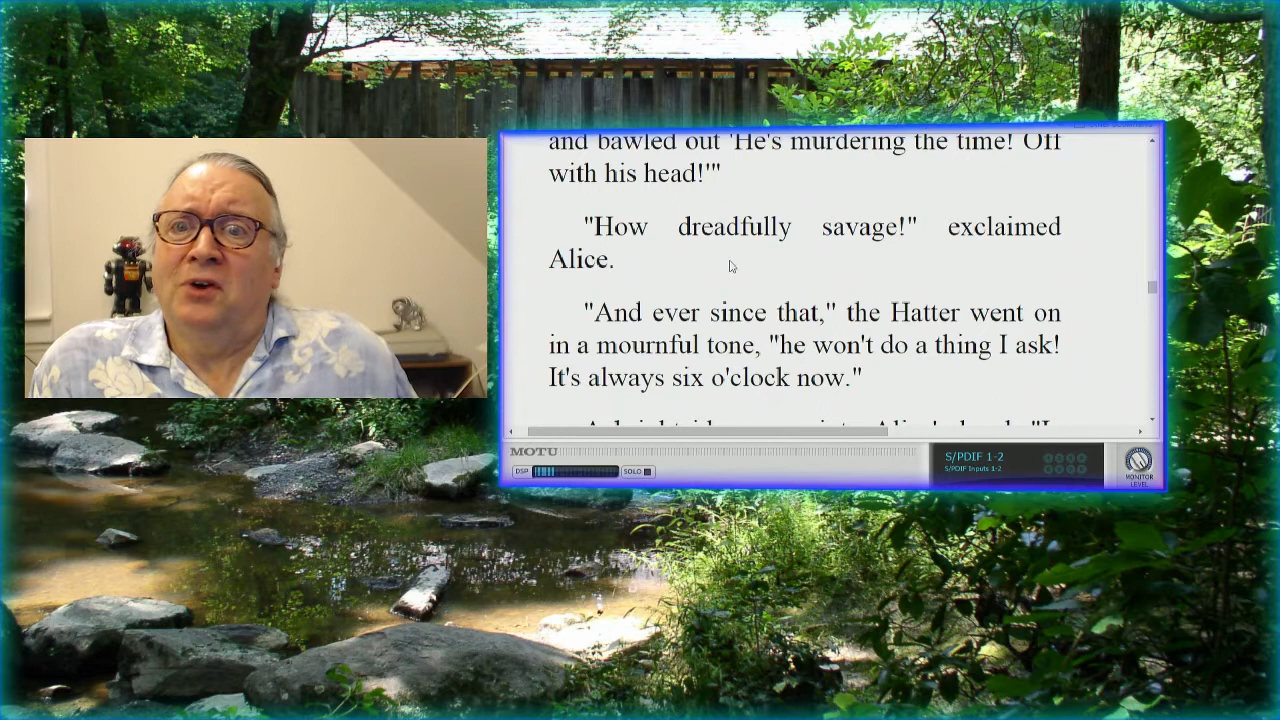 and bawled out 'He's murdering the time! Off
with his head!'"
"How dreadfully savage!" exclaimed
Alice.
"And ever since that," the Hatter went on
in a mournful tone, "he won't do a thing I ask!
It's always six o'clock now."
MOTU
DSP
SOLO
S/PDIF 1-2
S/PDIF Inputs 1-2
MONITOR
LEVEL